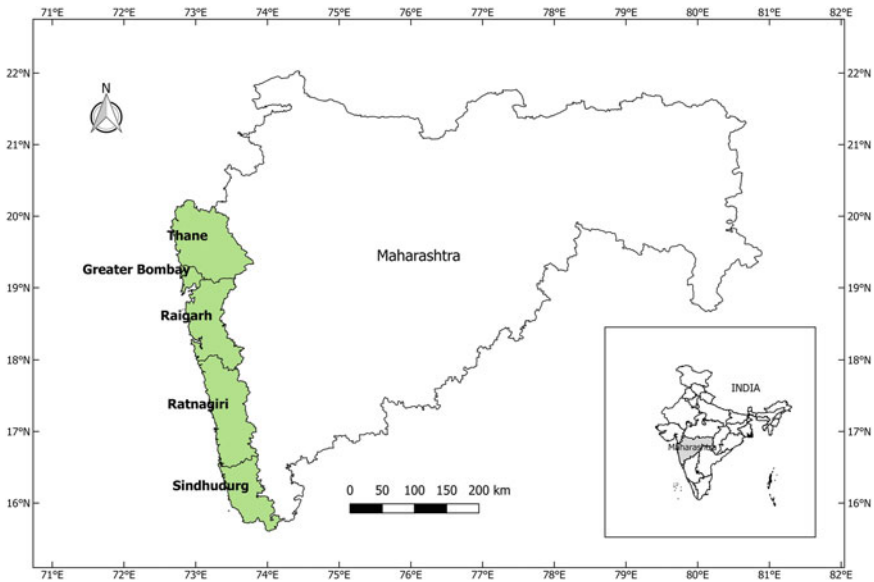 71°E 72°E 73°E 74°E 75°E 76°E 77°E 78°E 79°E 80°E 81°E 82°E
22°N 22°N
N
21°N 21°N
20°N 20°N
Thane
Maharashtra
Greater Bombay
19°N 19°N
Raigarh
18°N 18°N
INDIA
Ratnagiri
17°N 17°N
Maharashtra
Sindhudurg
0 50 100 150 200 km
16°N 16°N
71°E 72°E 73°E 74°E 75°E 76°E 77°E 78°E 79°E 80°E 81°E 82°E